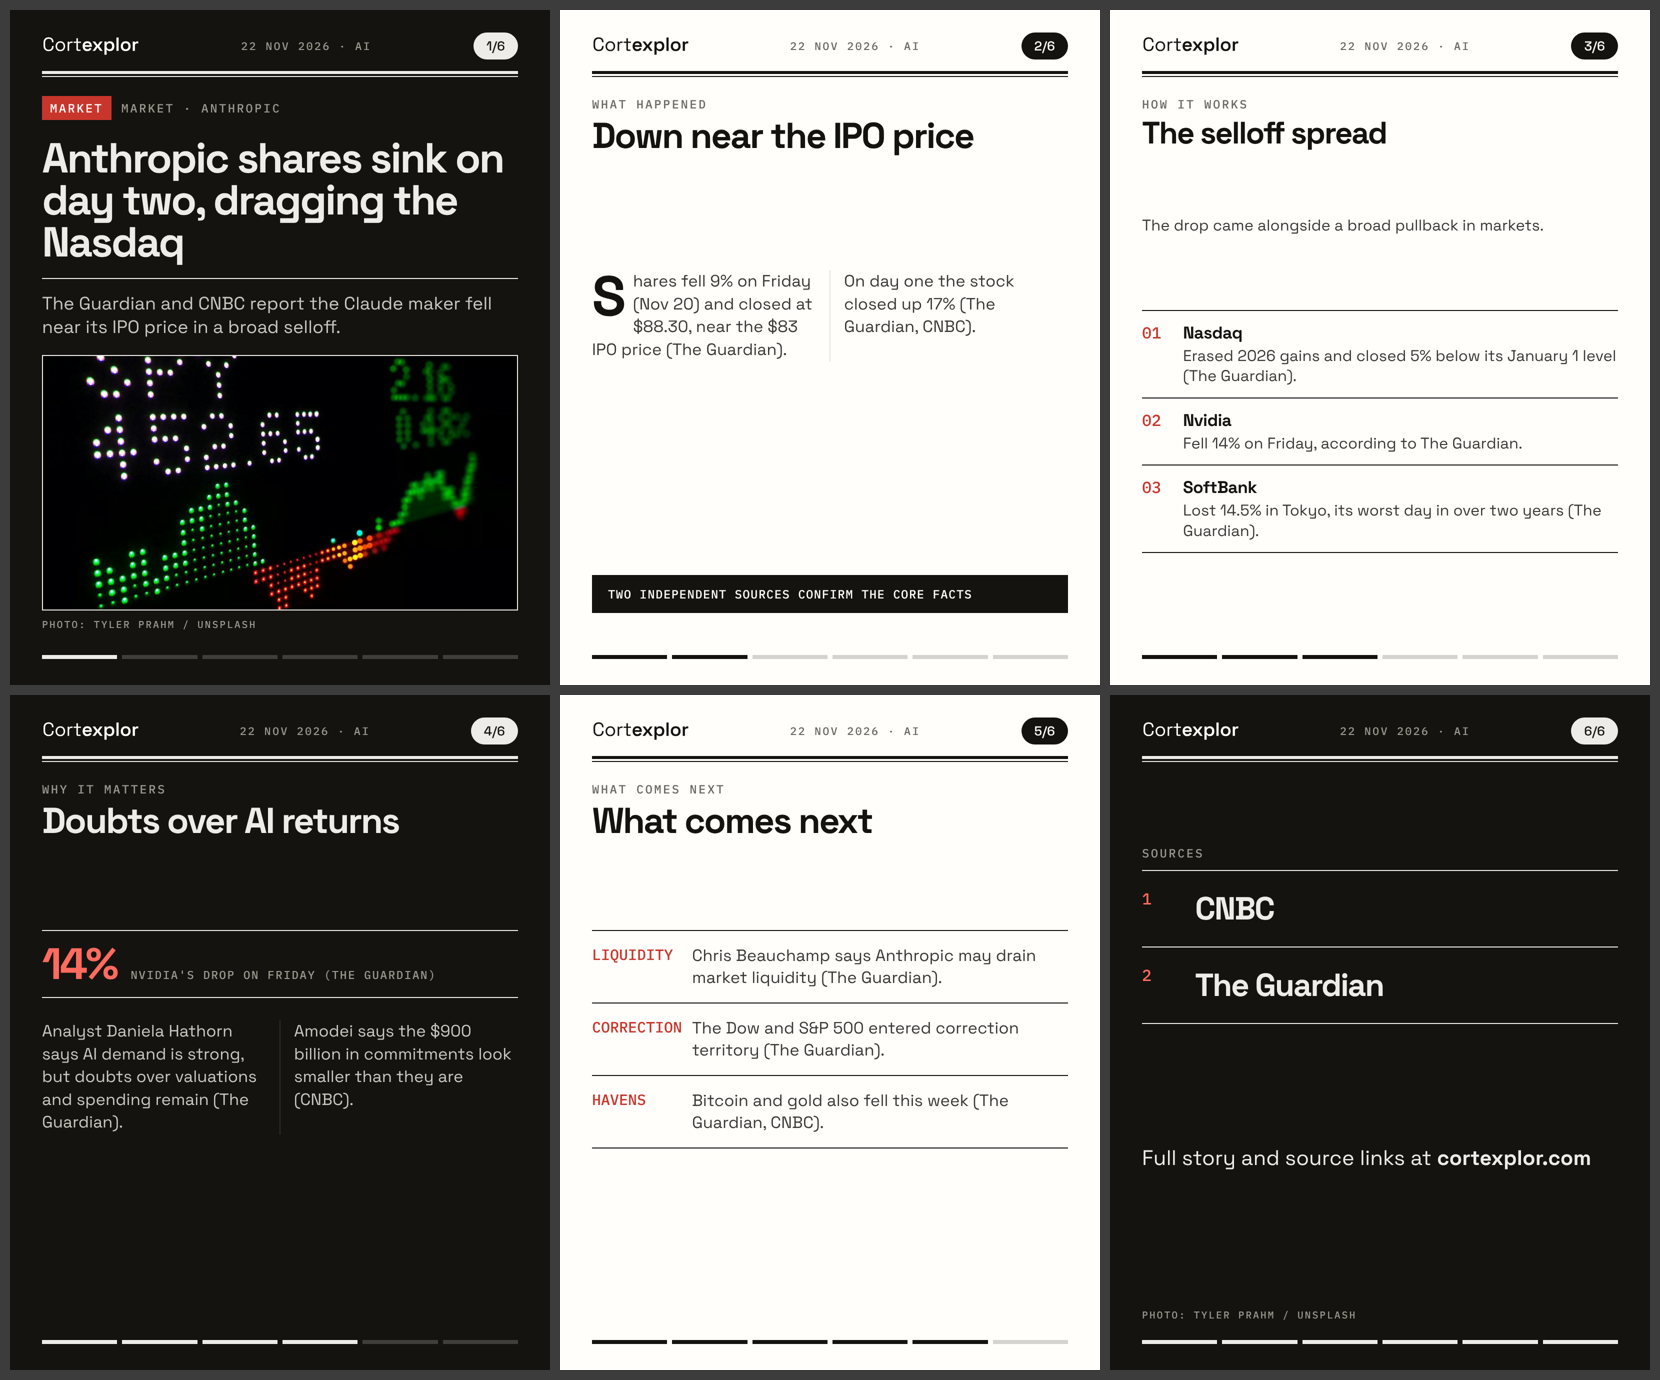 Cortexplor
22 NOV 2026 · AI
1/6
MARKET
MARKET · ANTHROPIC
Anthropic shares sink on
day two, dragging the
Nasdaq
The Guardian and CNBC report the Claude maker fell
near its IPO price in a broad selloff.
SPY
2.16
452.65
0.48%
PHOTO: TYLER PRAHM / UNSPLASH
Cortexplor
22 NOV 2026 · AI
2/6
WHAT HAPPENED
Down near the IPO price
Shares fell 9% on Friday
(Nov 20) and closed at
$88.30, near the $83
IPO price (The Guardian).
On day one the stock
closed up 17% (The
Guardian, CNBC).
TWO INDEPENDENT SOURCES CONFIRM THE CORE FACTS
Cortexplor
22 NOV 2026 · AI
3/6
HOW IT WORKS
The selloff spread
The drop came alongside a broad pullback in markets.
01
Nasdaq
Erased 2026 gains and closed 5% below its January 1 level
(The Guardian).
02
Nvidia
Fell 14% on Friday, according to The Guardian.
03
SoftBank
Lost 14.5% in Tokyo, its worst day in over two years (The
Guardian).
Cortexplor
22 NOV 2026 · AI
4/6
WHY IT MATTERS
Doubts over AI returns
14%
NVIDIA'S DROP ON FRIDAY (THE GUARDIAN)
Analyst Daniela Hathorn
says AI demand is strong,
but doubts over valuations
and spending remain (The
Guardian).
Amodei says the $900
billion in commitments look
smaller than they are
(CNBC).
Cortexplor
22 NOV 2026 · AI
5/6
WHAT COMES NEXT
What comes next
LIQUIDITY
Chris Beauchamp says Anthropic may drain
market liquidity (The Guardian).
CORRECTION
The Dow and S&P 500 entered correction
territory (The Guardian).
HAVENS
Bitcoin and gold also fell this week (The
Guardian, CNBC).
Cortexplor
22 NOV 2026 · AI
6/6
SOURCES
1
CNBC
2
The Guardian
Full story and source links at cortexplor.com
PHOTO: TYLER PRAHM / UNSPLASH